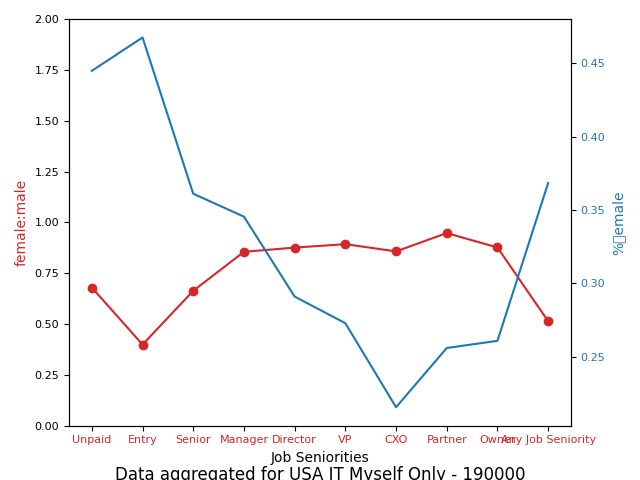 2.00
1.75
1.50
1.25
1.00
0.75
0.50
0.25
0.00
female:male
0.45
0.40
0.35
0.30
0.25
%▯emale
Unpaid Entry Senior Manager Director VP CXO Partner Owner Any Job Seniority
Job Seniorities
Data aggregated for USA IT Myself Only - 190000